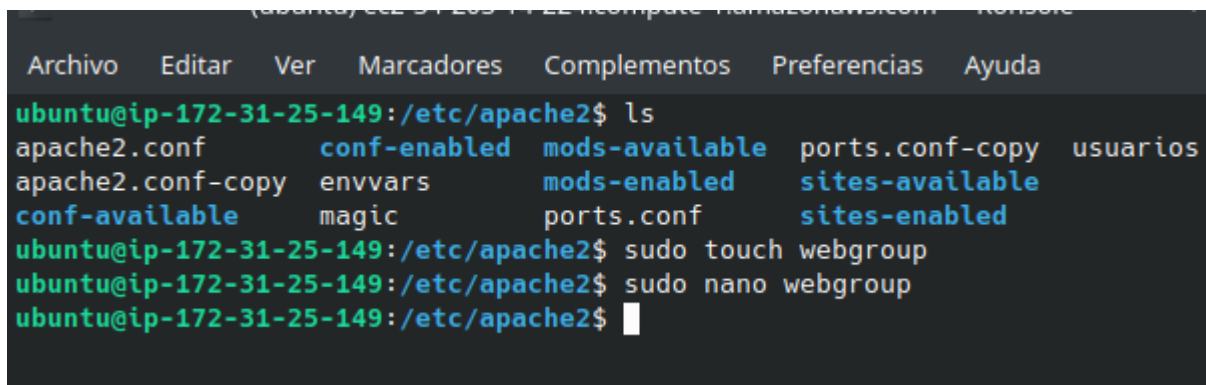 Archivo Editar Ver Marcadores Complementos Preferencias Ayuda
ubuntu@ip-172-31-25-149:/etc/apache2$ ls
apache2.conf conf-enabled mods-available ports.conf-copy usuarios
apache2.conf-copy envvars mods-enabled sites-available
conf-available magic ports.conf sites-enabled
ubuntu@ip-172-31-25-149:/etc/apache2$ sudo touch webgroup
ubuntu@ip-172-31-25-149:/etc/apache2$ sudo nano webgroup
ubuntu@ip-172-31-25-149:/etc/apache2$